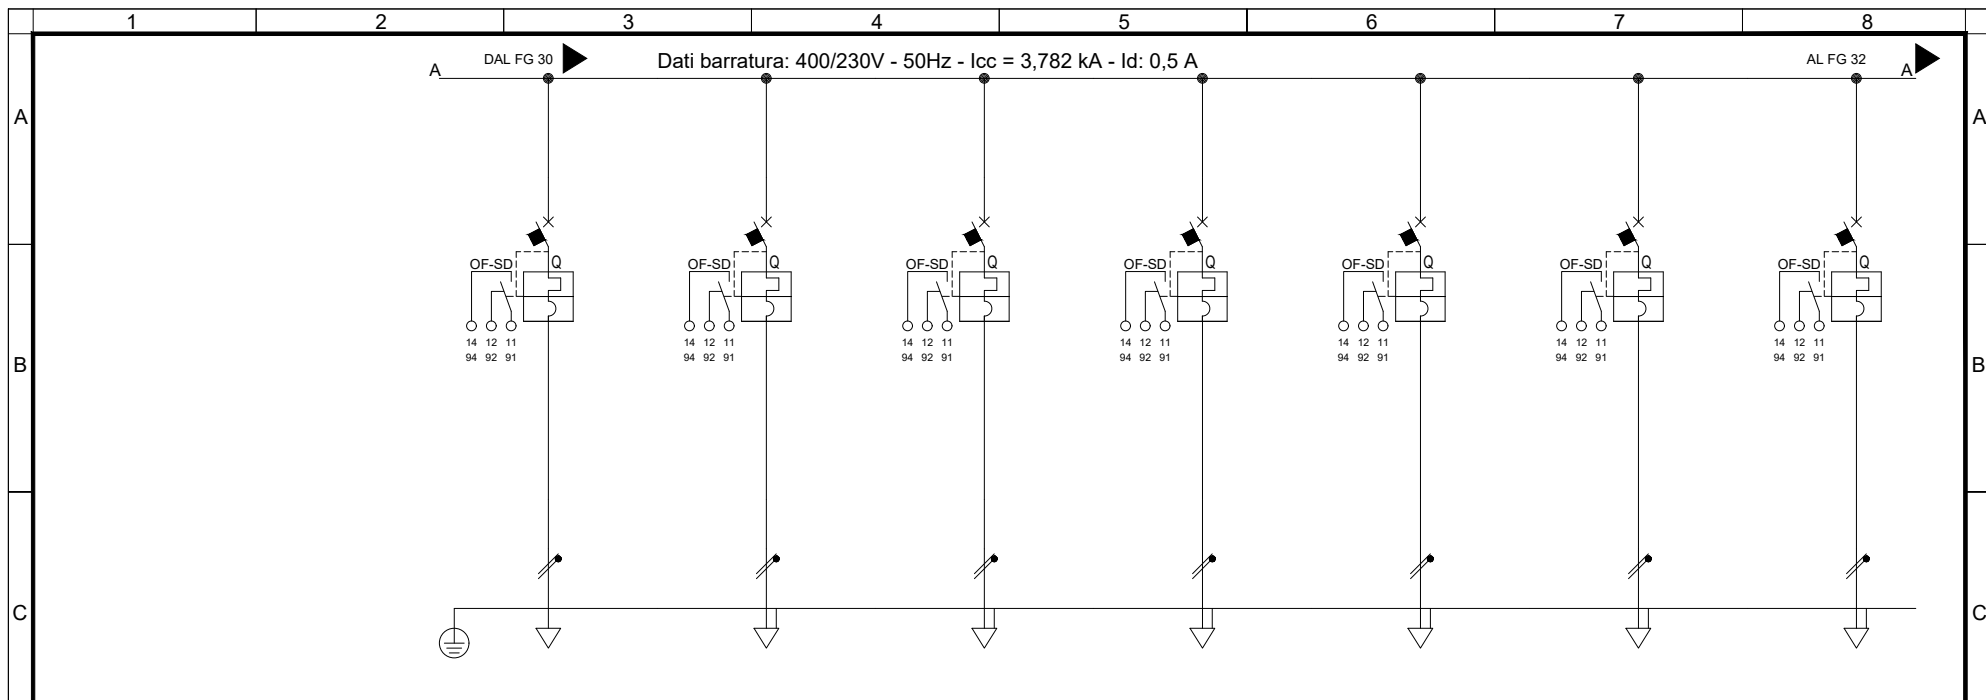 1 2 3 4 5 6 7 8
DAL FG 30 Dati barratura: 400/230V - 50Hz - Icc = 3,782 kA - Id: 0,5 A AL FG 32
A A
A A
OF-SD Q OF-SD Q OF-SD Q OF-SD Q OF-SD Q OF-SD Q OF-SD Q
14 12 11 14 12 11 14 12 11 14 12 11 14 12 11 14 12 11 14 12 11
94 92 91 94 92 91 94 92 91 94 92 91 94 92 91 94 92 91 94 92 91
B B
C C